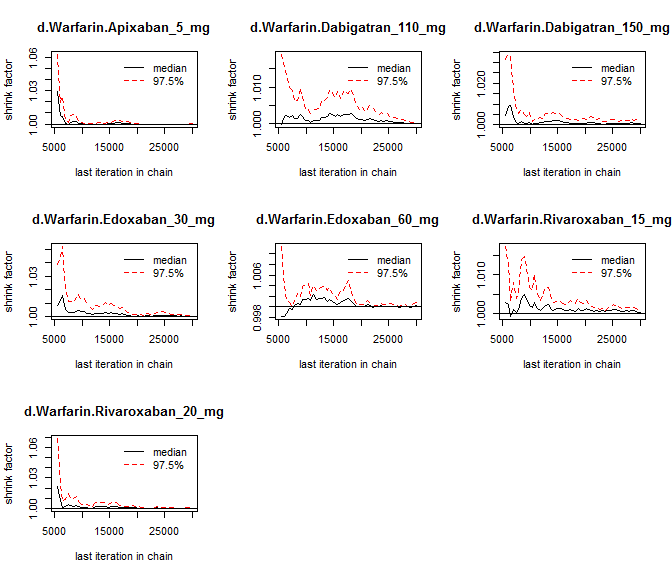 d.Warfarin.Apixaban_5_mg
shrink factor
1.00 1.03 1.06
median
97.5%
5000 15000 25000
last iteration in chain
d.Warfarin.Dabigatran_110_mg
shrink factor
1.000 1.010
median
97.5%
5000 15000 25000
last iteration in chain
d.Warfarin.Dabigatran_150_mg
shrink factor
1.000 1.020
median
97.5%
5000 15000 25000
last iteration in chain
d.Warfarin.Edoxaban_30_mg
shrink factor
1.00 1.03
median
97.5%
5000 15000 25000
last iteration in chain
d.Warfarin.Edoxaban_60_mg
shrink factor
0.998 1.006
median
97.5%
5000 15000 25000
last iteration in chain
d.Warfarin.Rivaroxaban_15_mg
shrink factor
1.000 1.010
median
97.5%
5000 15000 25000
last iteration in chain
d.Warfarin.Rivaroxaban_20_mg
shrink factor
1.00 1.03 1.06
median
97.5%
5000 15000 25000
last iteration in chain